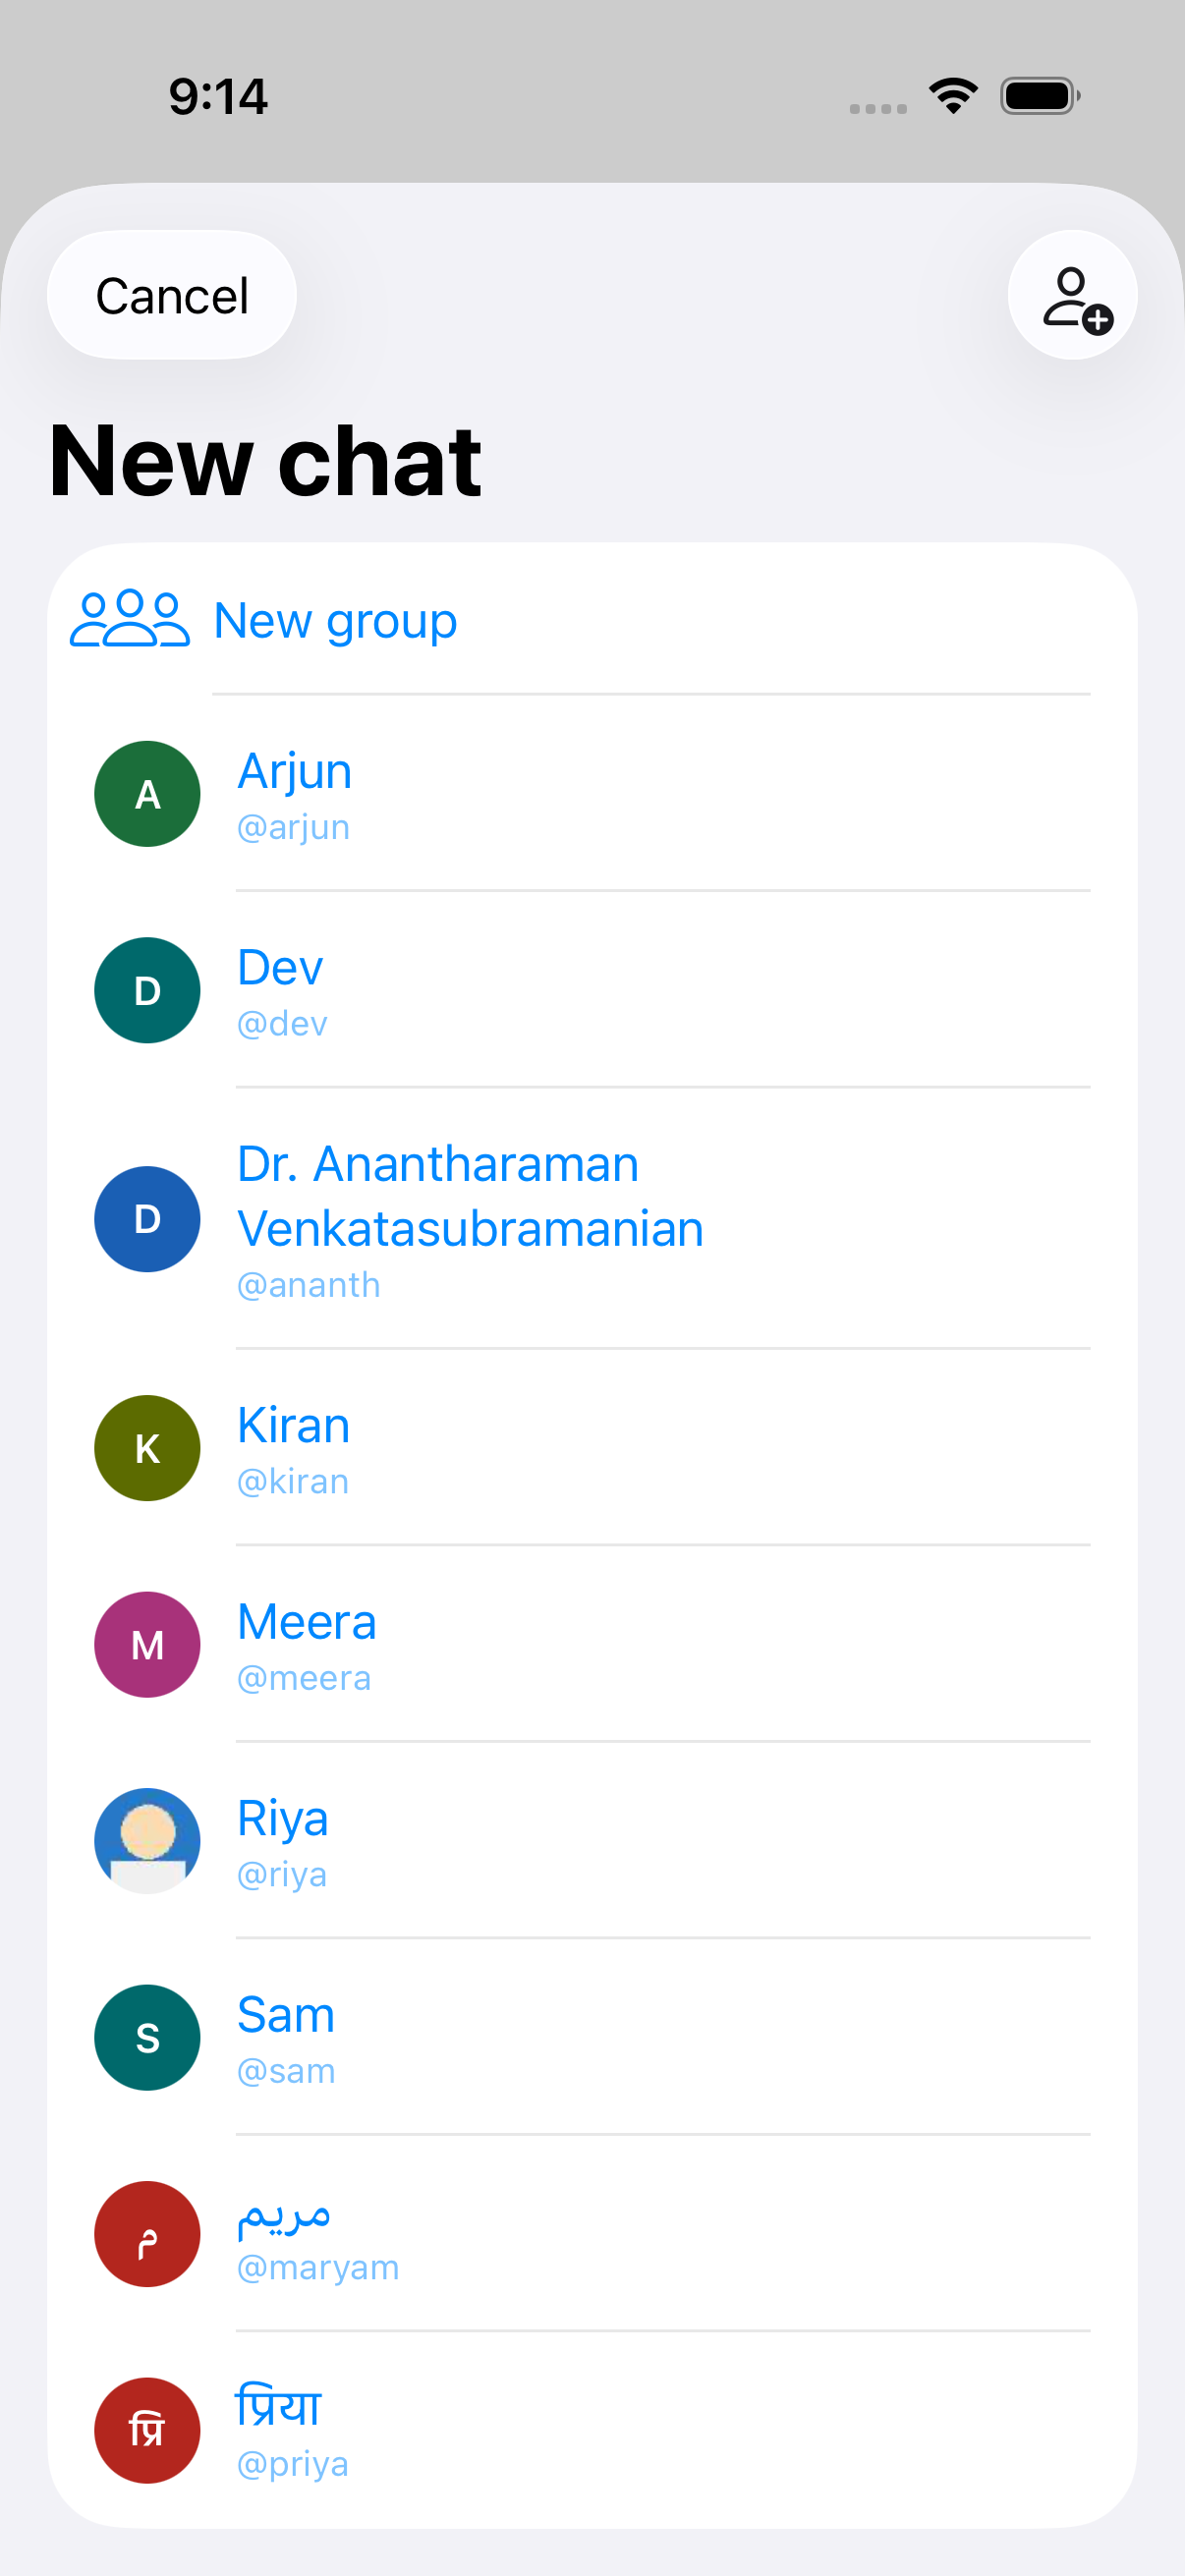 9:14
Cancel
New chat
New group
A
Arjun
@arjun
D
Dev
@dev
D
Dr. Anantharaman
Venkatasubramanian
@ananth
K
Kiran
@kiran
M
Meera
@meera
Riya
@riya
S
Sam
@sam
م
مريم
@maryam
प्रि
प्रिया
@priya